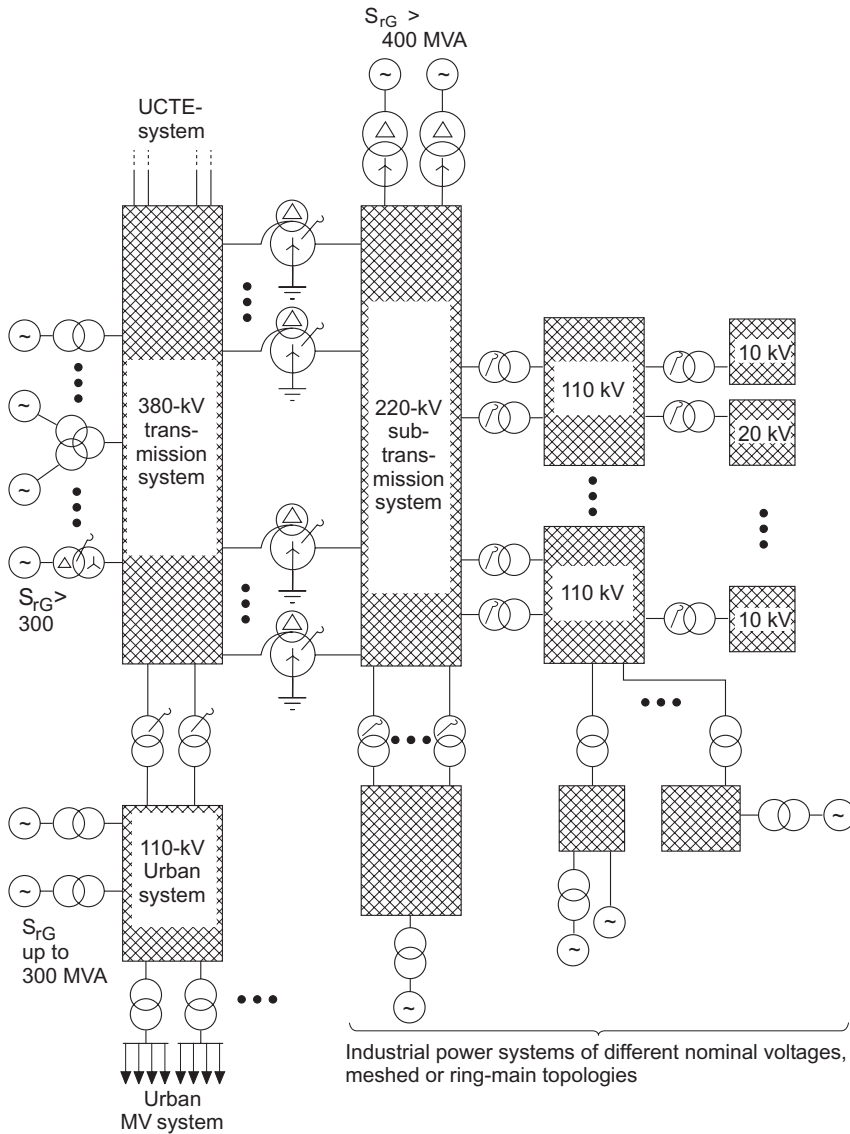 S_rG >
400 MVA
~
~
UCTE-
system
~
~
~
~
S_rG >
300
380-kV
trans-
mission
system
220-kV
sub-
trans-
mission
system
110 kV
110 kV
10 kV
20 kV
10 kV
~
~
S_rG
up to
300 MVA
110-kV
Urban
system
~
~
~
~
Urban
MV system
Industrial power systems of different nominal voltages,
meshed or ring-main topologies